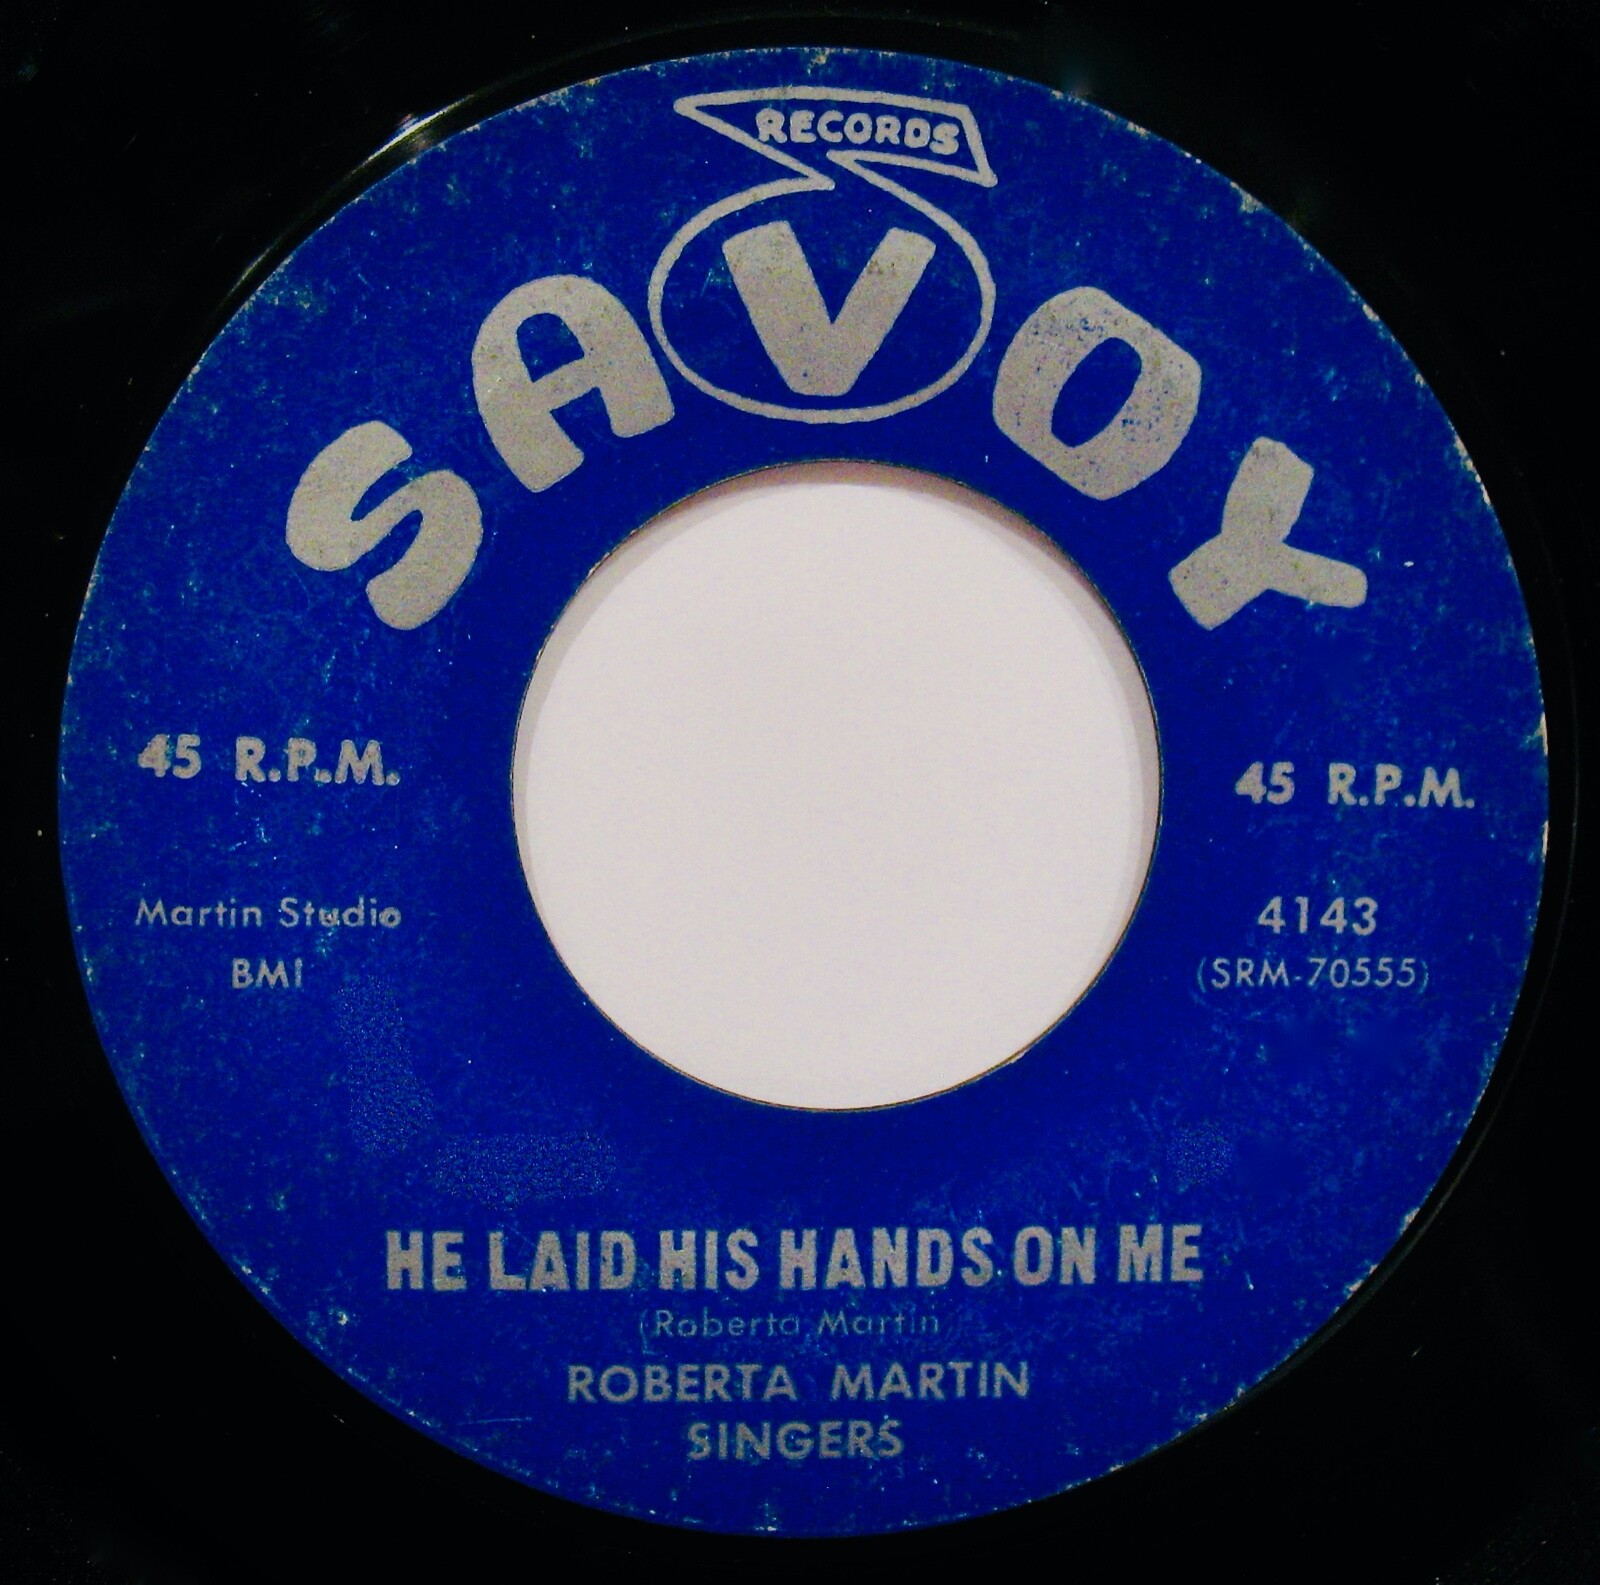 RECORDS
SAVOY
45 R.P.M.
45 R.P.M.
Martin Studio
BMI
4143
(SRM-70555)
HE LAID HIS HANDS ON ME
(Roberta Martin
ROBERTA MARTIN
SINGERS